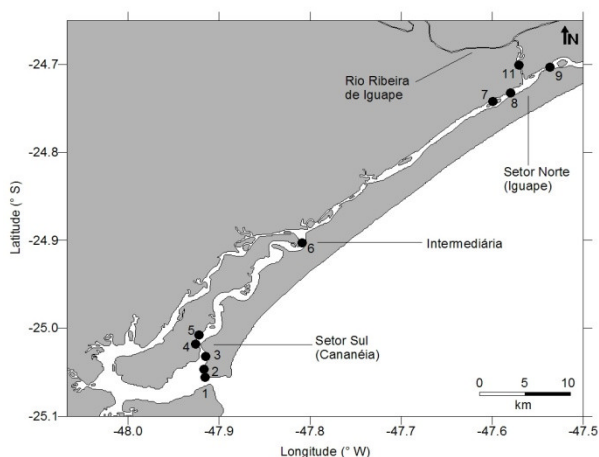 -24.7
-24.8
-24.9
-25.0
-25.1
Latitude (° S)
N
Rio Ribeira
de Iguape
11
9
7
8
Setor Norte
(Iguape)
6
Intermediária
5
4
3
2
1
Setor Sul
(Cananéia)
0 5 10
km
-48.0 -47.9 -47.8 -47.7 -47.6 -47.5
Longitude (° W)